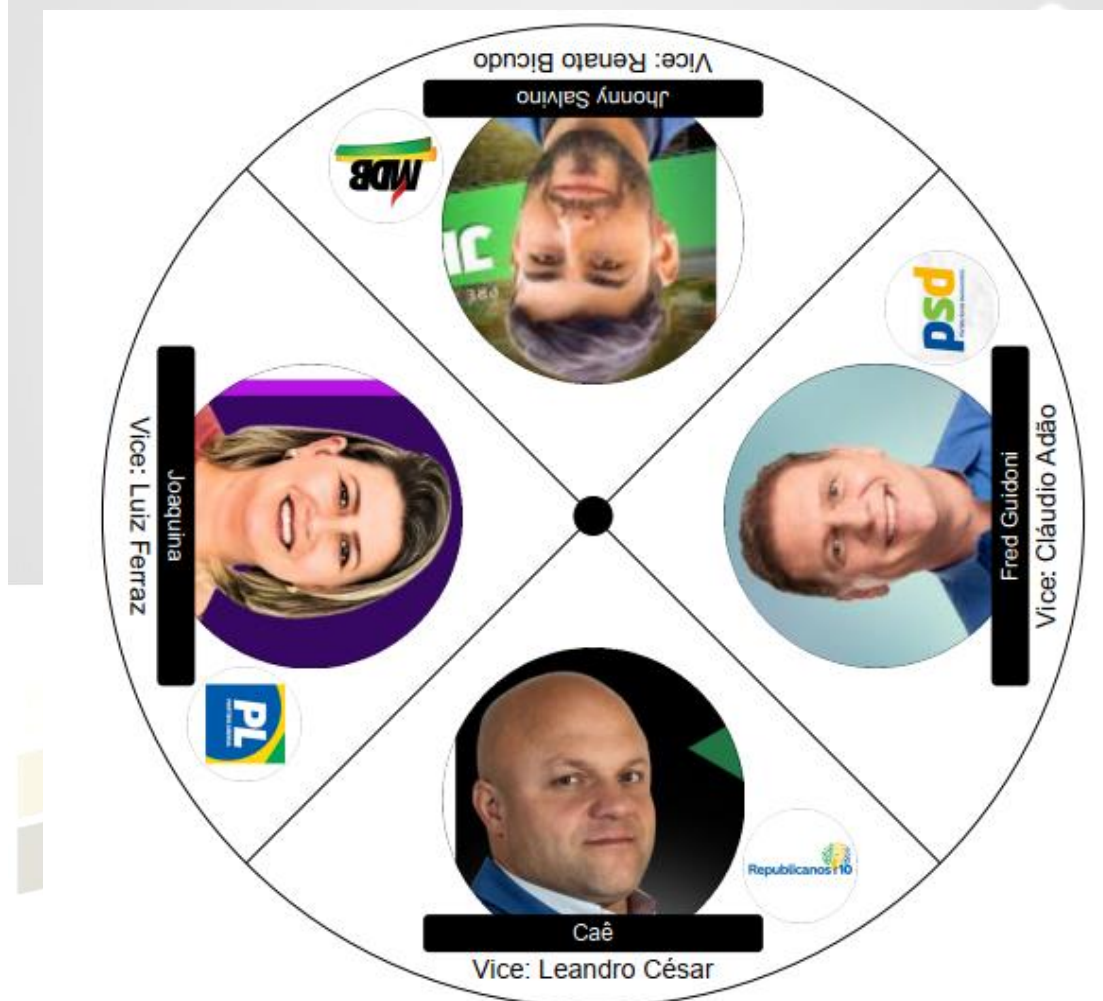 Vice: Renato Bicudo
Jhonny Salvino
MDB
psd
Fred Guidoni
Vice: Cláudio Adão
Joaquina
Vice: Luiz Ferraz
PL
Republicanos 10
Caê
Vice: Leandro César